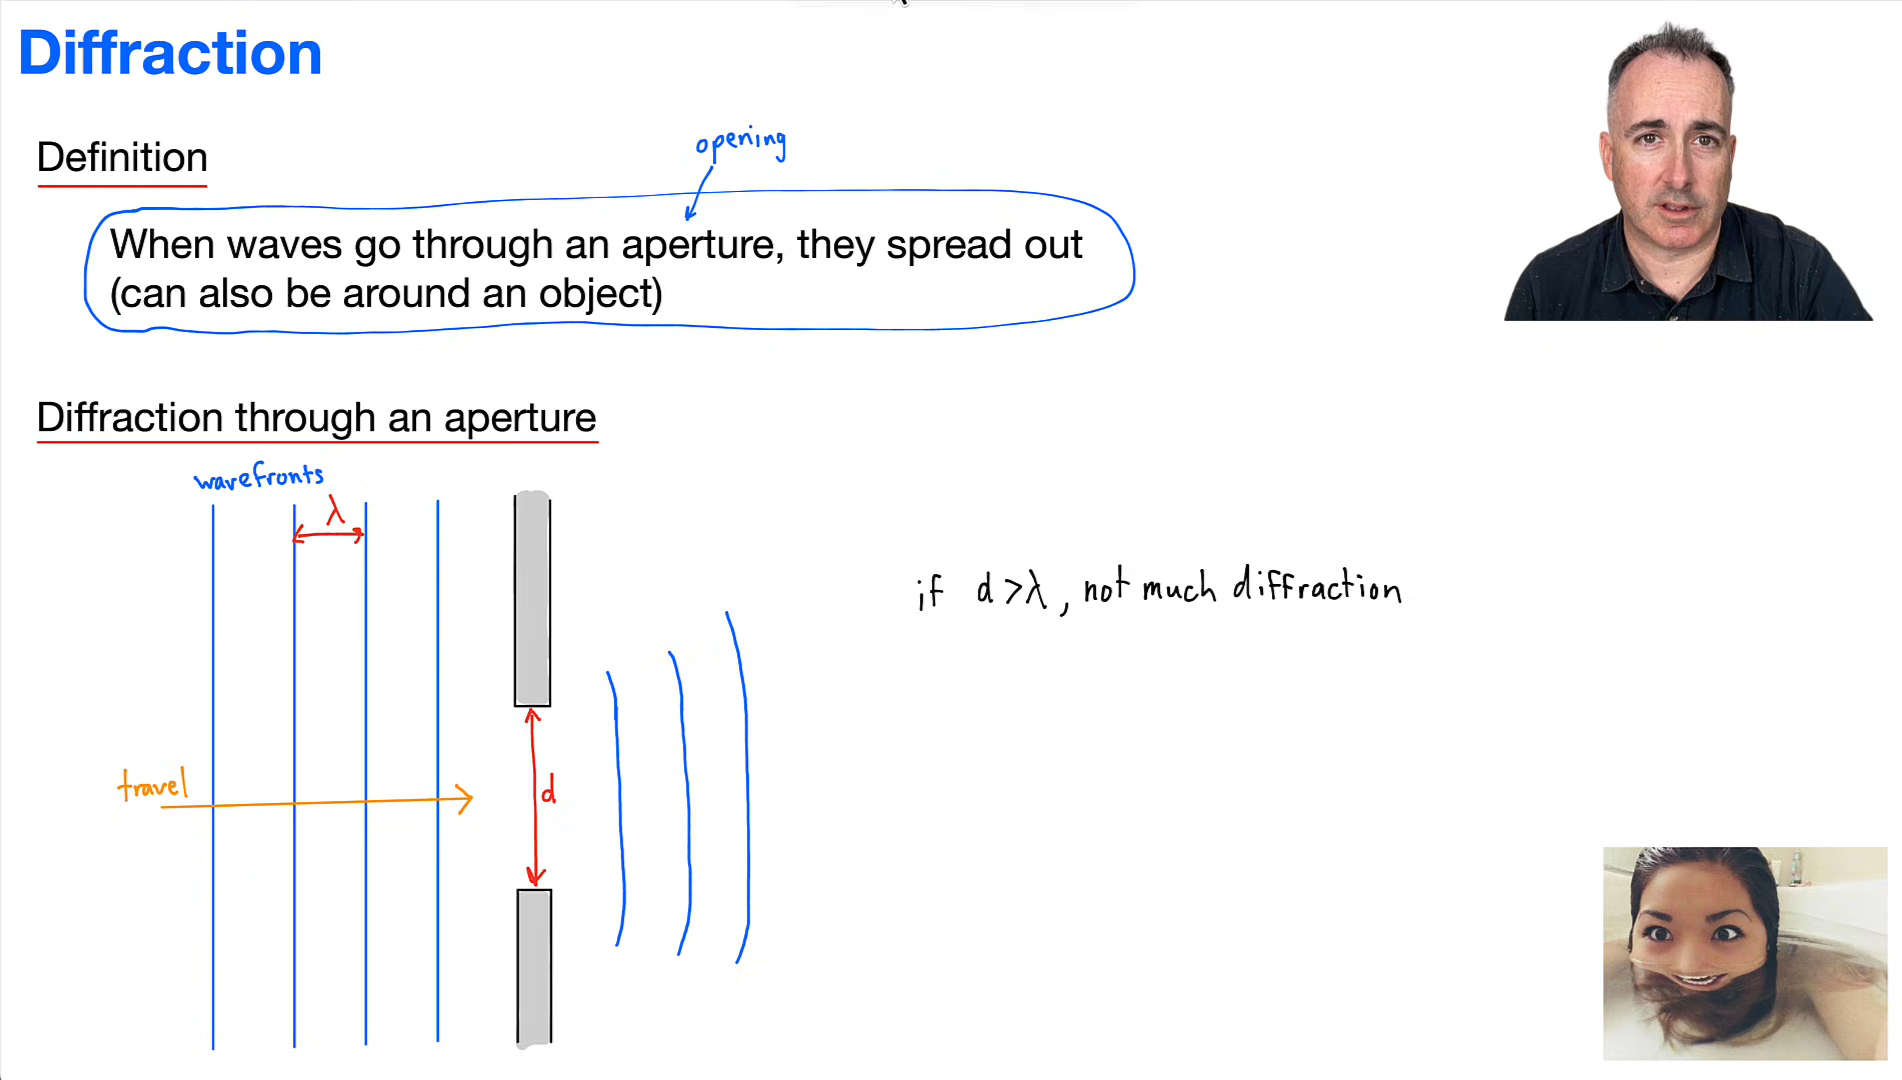 Diffraction
Definition
opening
When waves go through an aperture, they spread out
(can also be around an object)
Diffraction through an aperture
wavefronts
λ
if d > λ, not much diffraction
travel
d